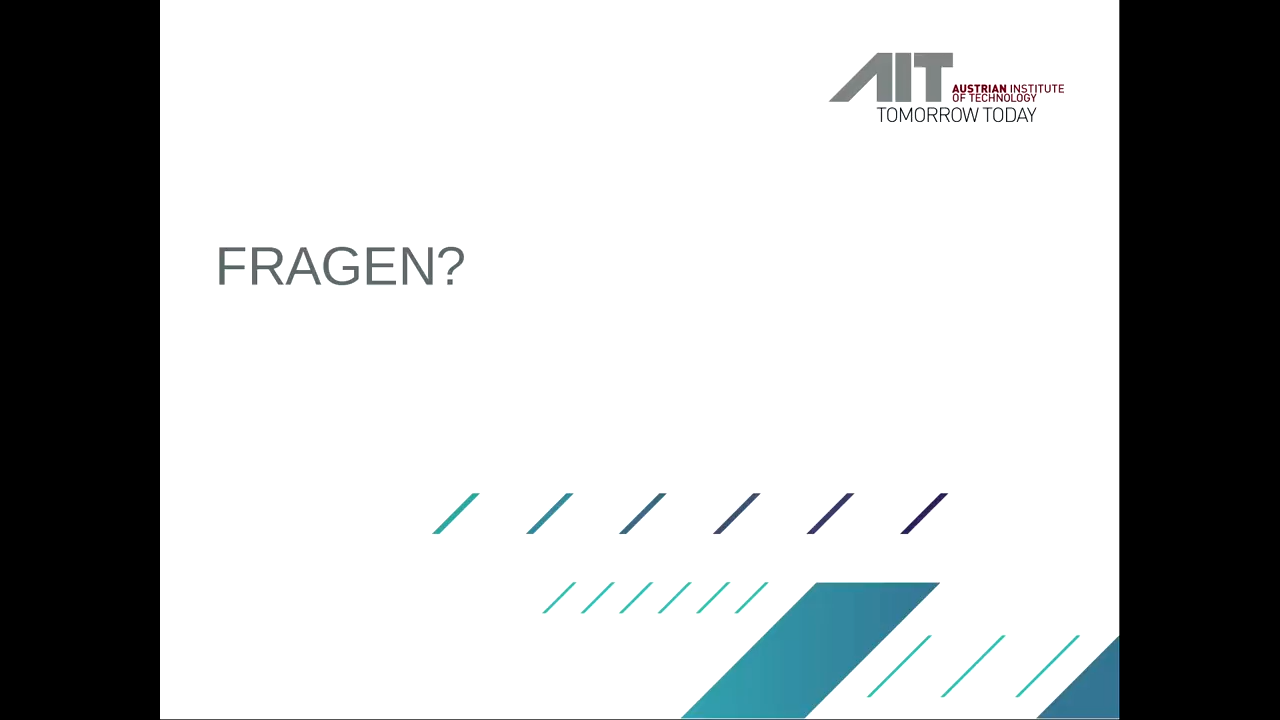 AIT
AUSTRIAN INSTITUTE
OF TECHNOLOGY
TOMORROW TODAY
FRAGEN?